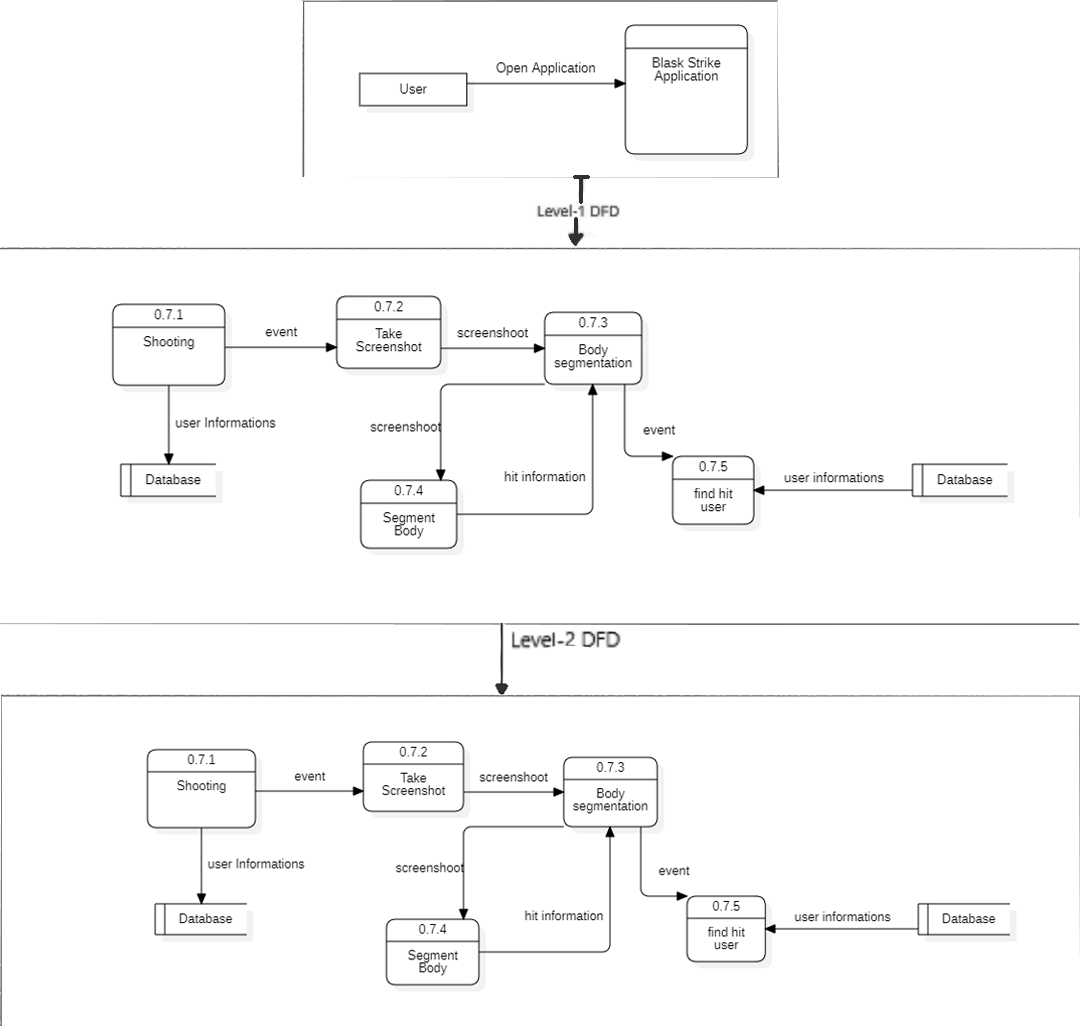 Open Application
User
Blask Strike
Application
Level-1 DFD
0.7.1
Shooting
event
0.7.2
Take
Screenshot
screenshoot
0.7.3
Body
segmentation
user Informations
Database
screenshoot
hit information
event
0.7.4
Segment
Body
0.7.5
find hit
user
user informations
Database
Level-2 DFD
0.7.1
Shooting
event
0.7.2
Take
Screenshot
screenshoot
0.7.3
Body
segmentation
user Informations
Database
screenshoot
hit information
event
0.7.4
Segment
Body
0.7.5
find hit
user
user informations
Database